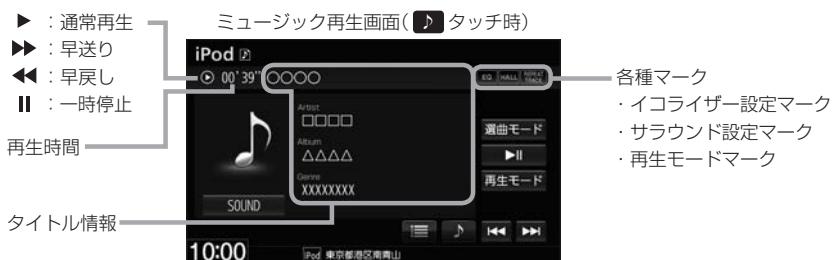 ▶ ：通常再生
▶▶ ：早送り
◀◀ ：早戻し
II ：一時停止
再生時間
タイトル情報
ミュージック再生画面( ♪ タッチ時）
iPod ♪
00'39" ○○○○
EQ HALL REPEAT TRACK
Artist
□□□□
Album
△△△△
Genre
XXXXXXXX
SOUND
選曲モード
▶II
再生モード
10:00
iPod 東京都港区南青山
各種マーク
・イコライザー設定マーク
・サラウンド設定マーク
・再生モードマーク